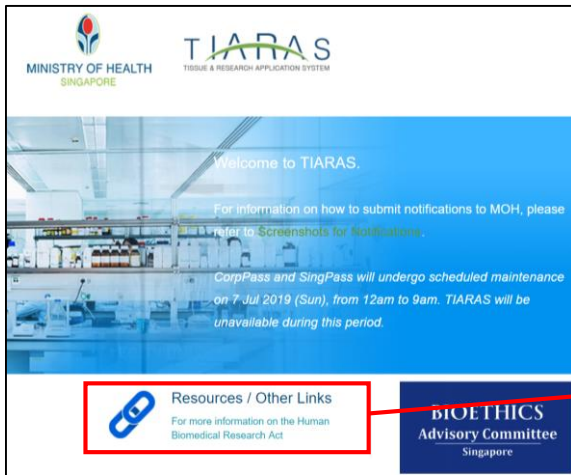 MINISTRY OF HEALTH
SINGAPORE
TIARAS
TISSUE & RESEARCH APPLICATION SYSTEM
Welcome to TIARAS.
For information on how to submit notifications to MOH, please
refer to Screenshots for Notifications.
CorpPass and SingPass will undergo scheduled maintenance
on 7 Jul 2019 (Sun), from 12am to 9am. TIARAS will be
unavailable during this period.
Resources / Other Links
For more information on the Human
Biomedical Research Act
BIOETHICS
Advisory Committee
Singapore